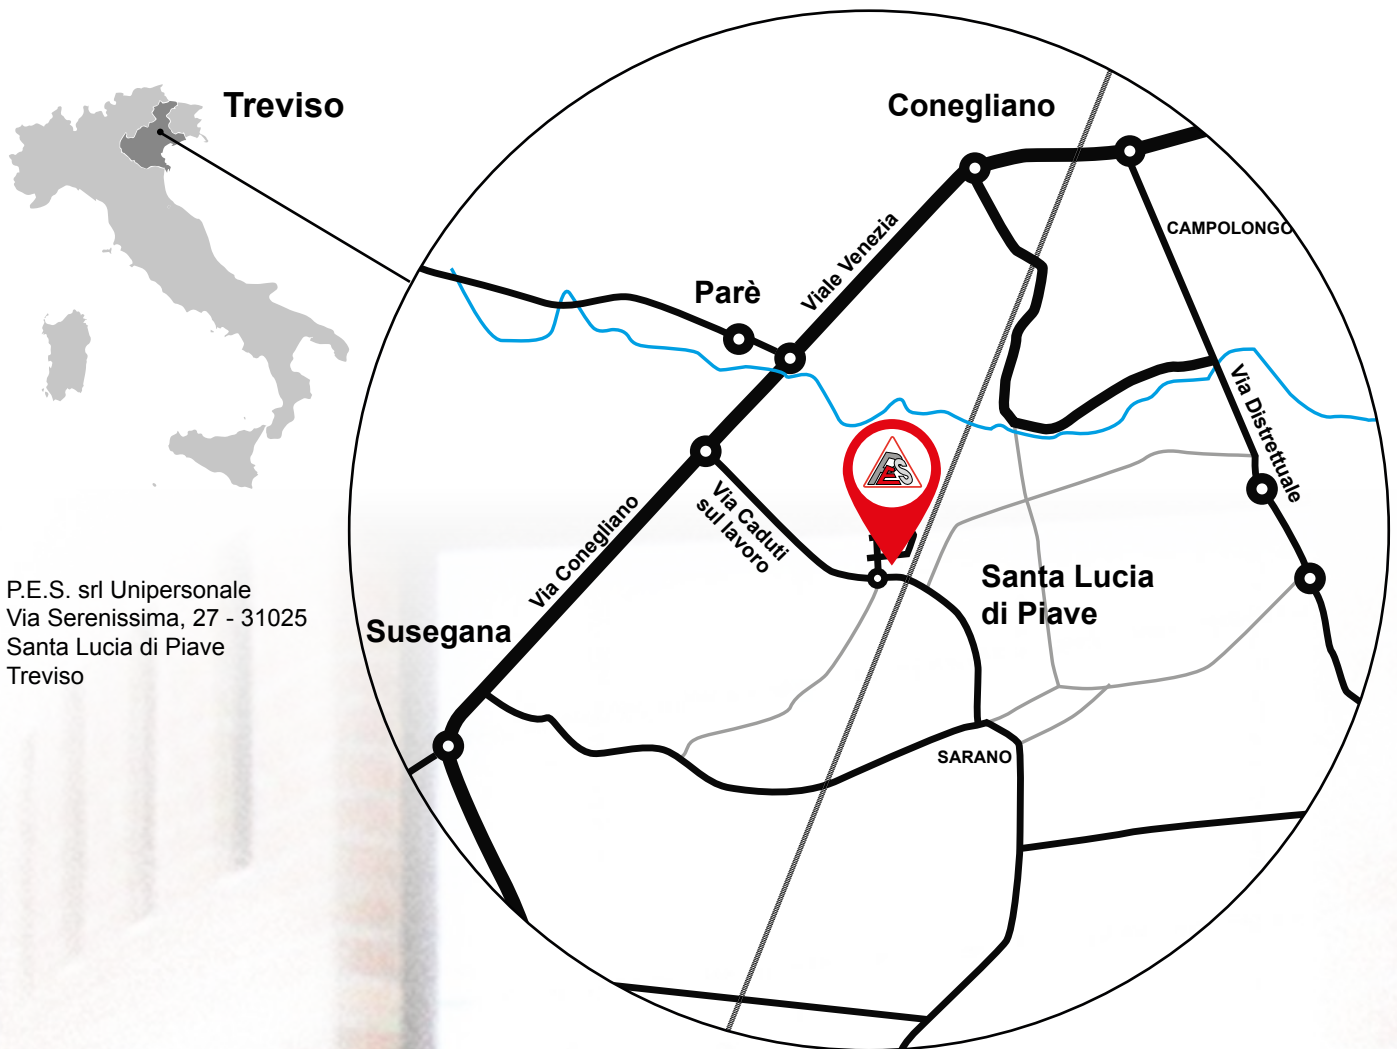 Treviso
Conegliano
CAMPOLONGO
Viale Venezia
Parè
Via Distrettuale
PES
Via Caduti
sul lavoro
Via Conegliano
Santa Lucia
di Piave
Susegana
SARANO
P.E.S. srl Unipersonale
Via Serenissima, 27 - 31025
Santa Lucia di Piave
Treviso